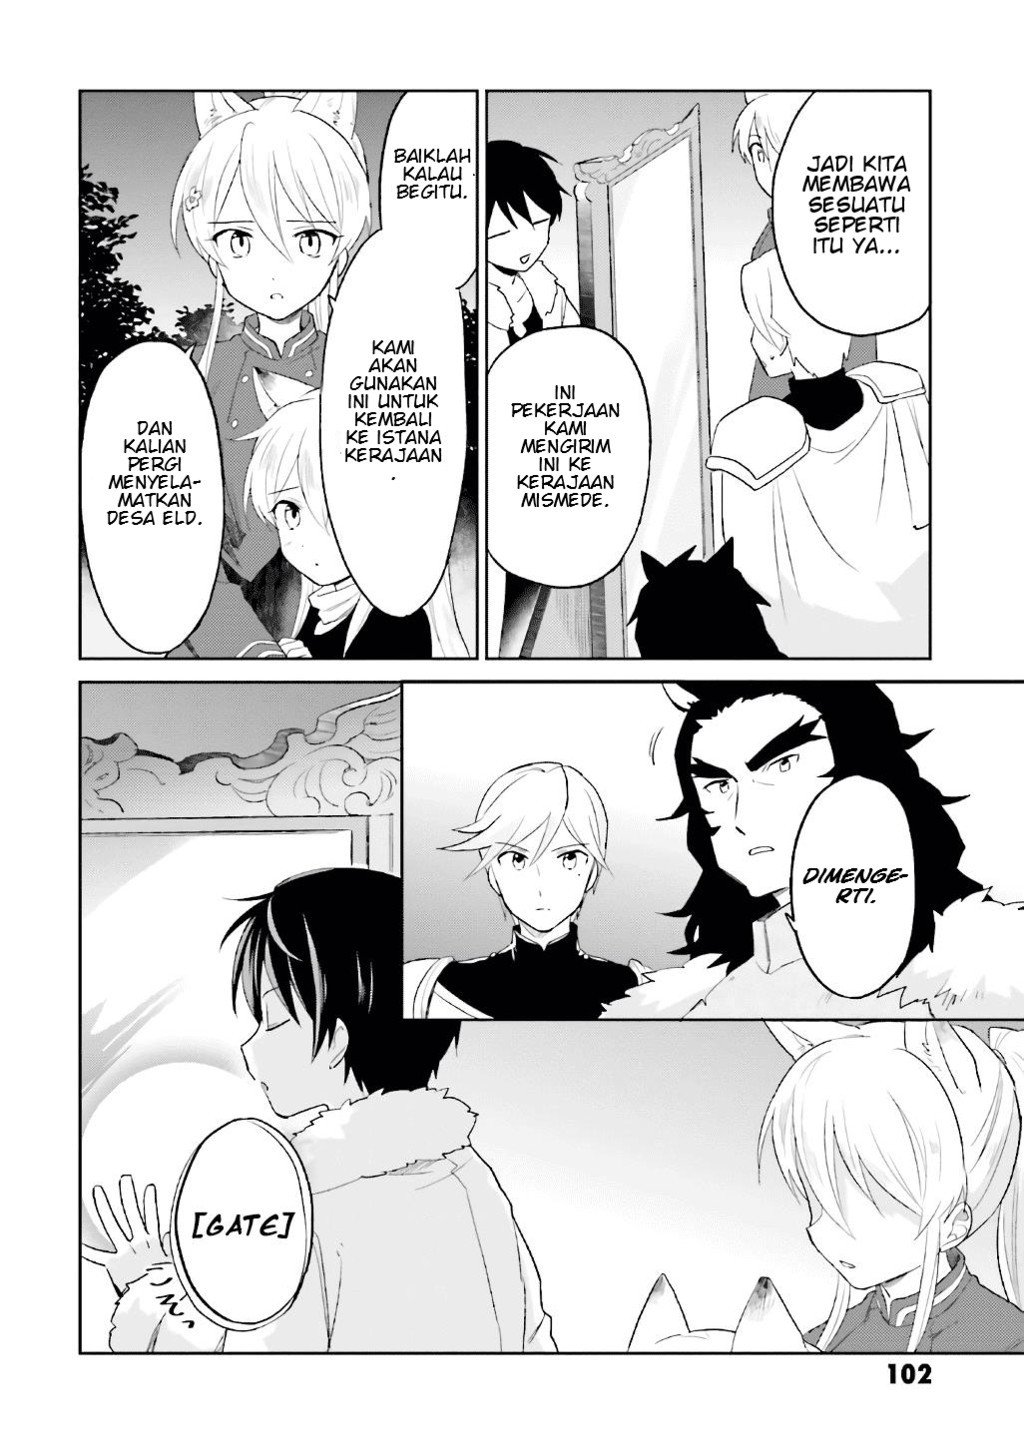 JADI KITA
MEMBAWA
SESUATU
SEPERTI
ITU YA...
INI
PEKERJAAN
KAMI
MENGIRIM
INI KE
KERAJAAN
MISMEDE.
BAIKLAH
KALAU
BEGITU.
KAMI
AKAN
GUNAKAN
INI UNTUK
KEMBALI
KE ISTANA
KERAJAAN
.
DAN
KALIAN
PERGI
MENYELA-
MATKAN
DESA ELD.
DIMENGE-
RTI.
[GATE]
そっ
102